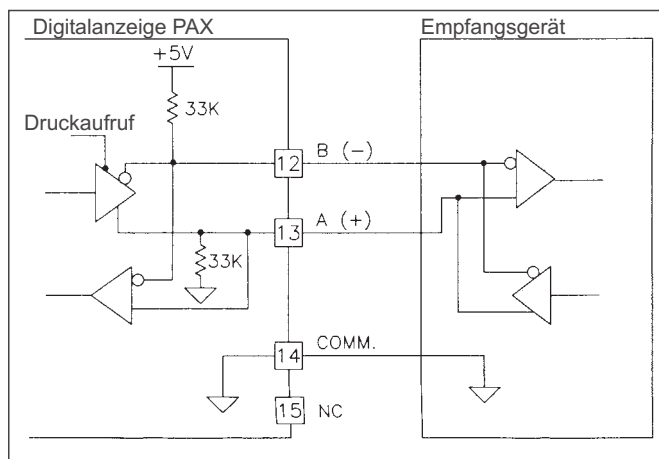 Digitalanzeige PAX
Empfangsgerät
+5V
33K
Druckaufruf
12 B (-)
13 A (+)
33K
14 COMM.
15 NC